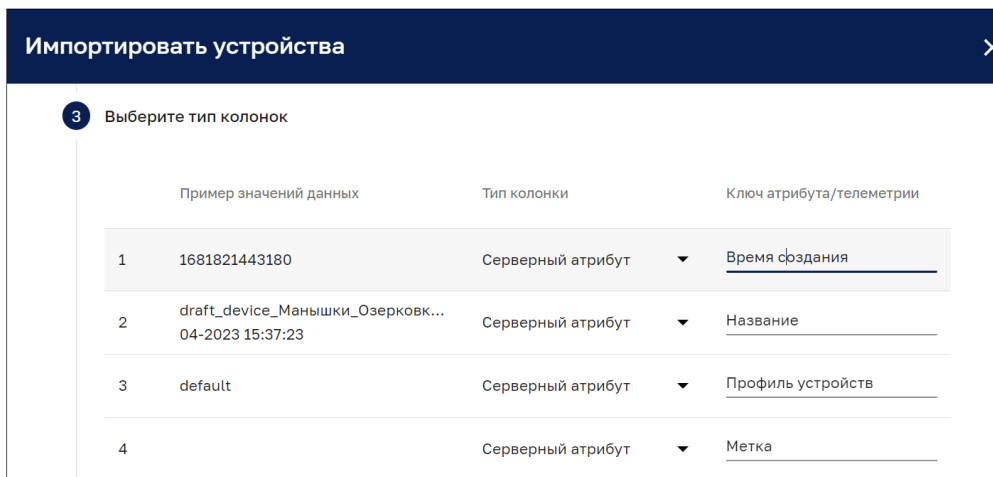 Импортировать устройства
3 Выберите тип колонок
Пример значений данных Тип колонки Ключ атрибута/телеметрии
1 1681821443180 Серверный атрибут Время создания
2 draft_device_Манышки_Озерковк... Серверный атрибут Название
04-2023 15:37:23
3 default Серверный атрибут Профиль устройств
4 Серверный атрибут Метка